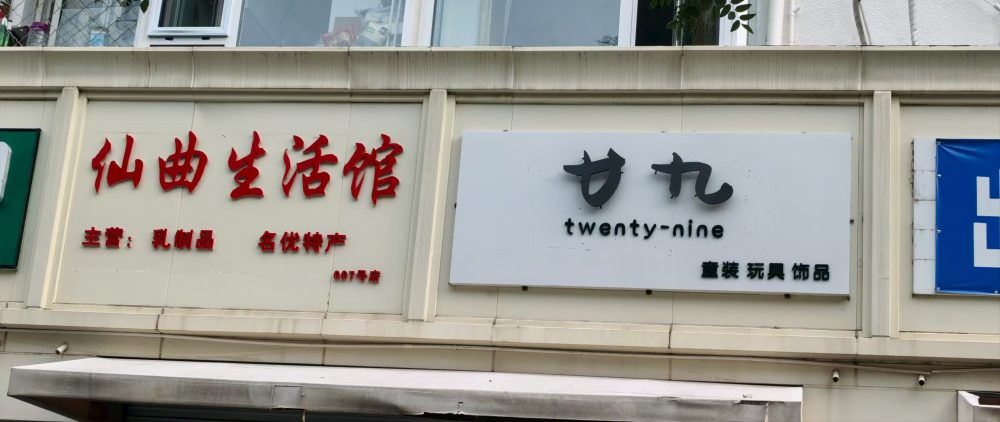 仙曲生活馆
主营：乳制品 名优特产
007号店
廿九
twenty-nine
童装 玩具 饰品